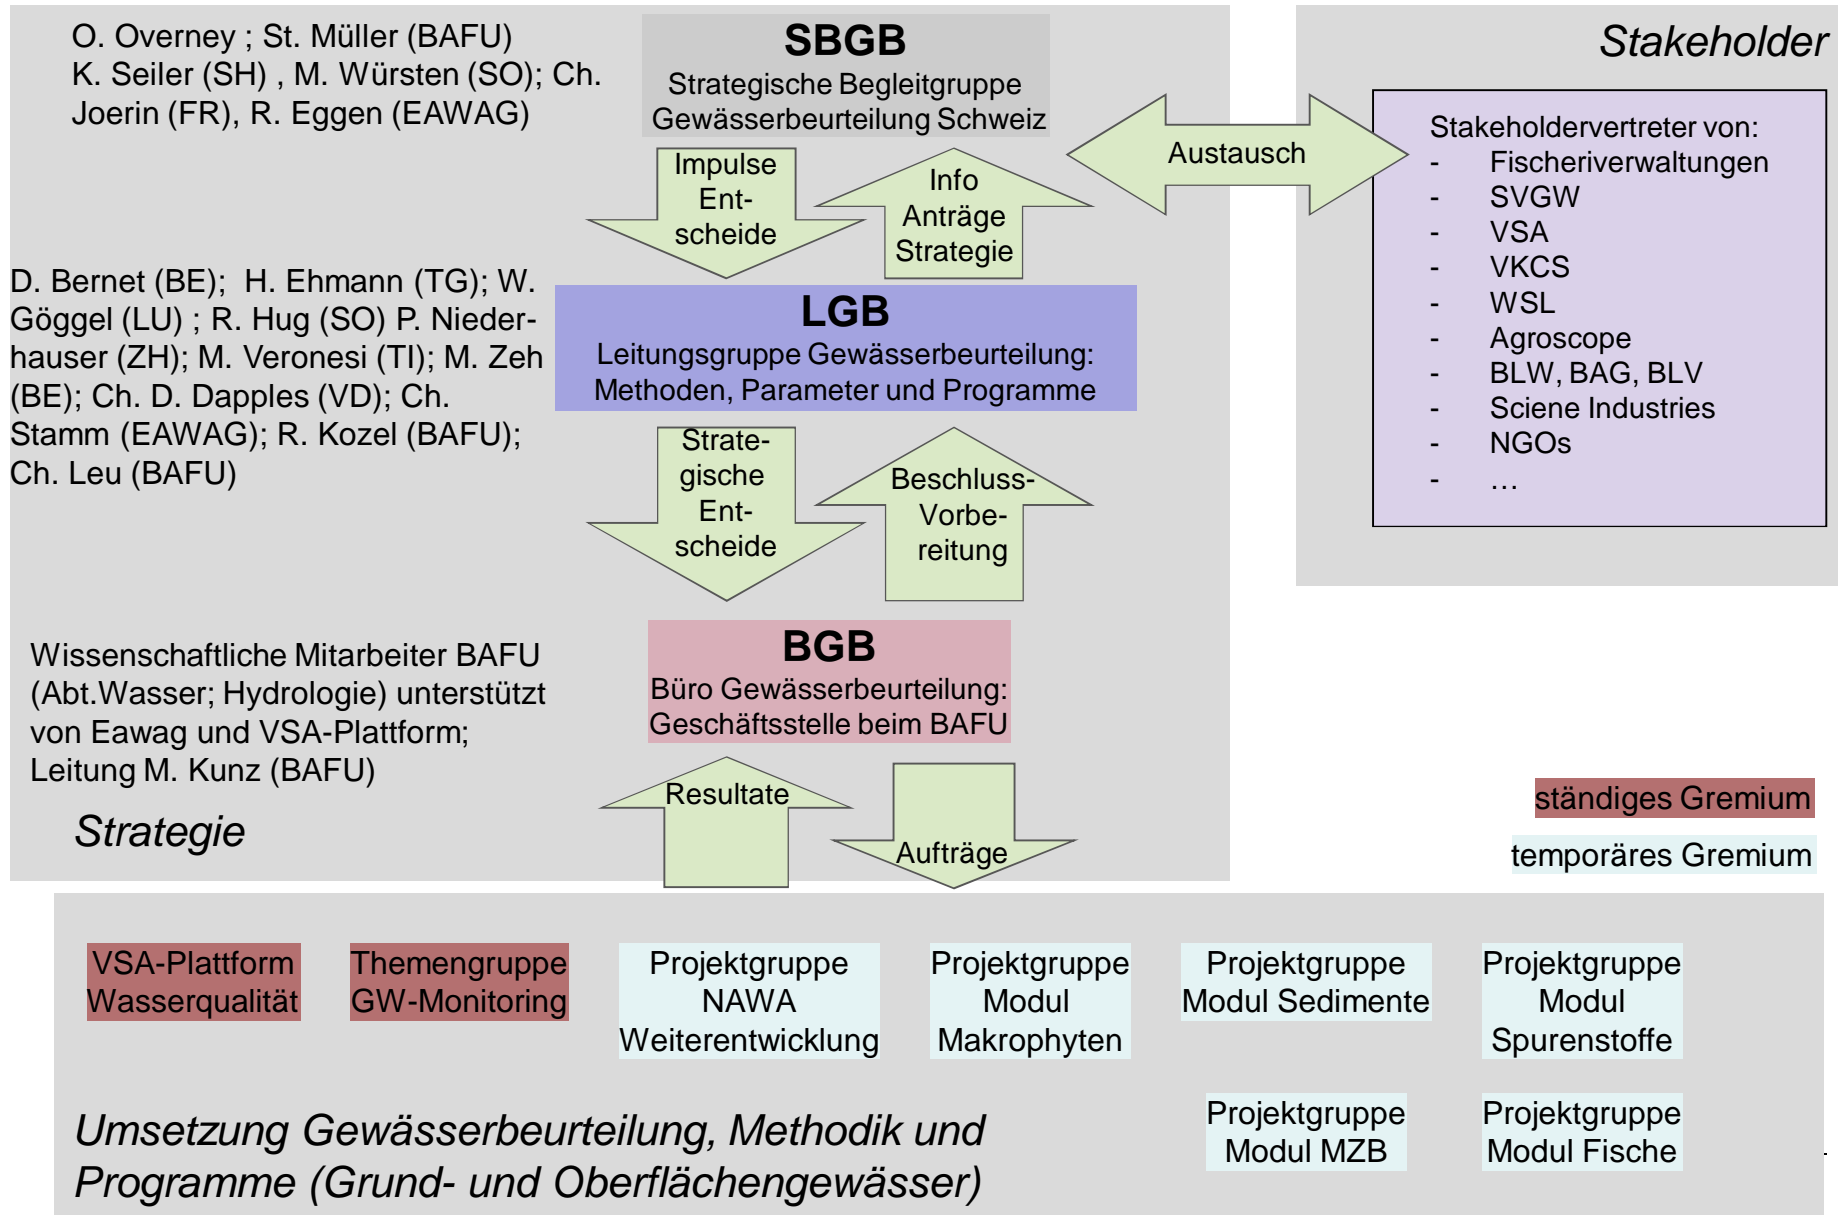 O. Overney ; St. Müller (BAFU)
K. Seiler (SH) , M. Würsten (SO); Ch.
Joerin (FR), R. Eggen (EAWAG)
SBGB
Strategische Begleitgruppe
Gewässerbeurteilung Schweiz
Stakeholder
Stakeholdervertreter von:
- Fischeriverwaltungen
- SVGW
- VSA
- VKCS
- WSL
- Agroscope
- BLW, BAG, BLV
- Sciene Industries
- NGOs
- …
Austausch
Impulse
Ent-
scheide
Info
Anträge
Strategie
D. Bernet (BE); H. Ehmann (TG); W.
Göggel (LU) ; R. Hug (SO) P. Nieder-
hauser (ZH); M. Veronesi (TI); M. Zeh
(BE); Ch. D. Dapples (VD); Ch.
Stamm (EAWAG); R. Kozel (BAFU);
Ch. Leu (BAFU)
LGB
Leitungsgruppe Gewässerbeurteilung:
Methoden, Parameter und Programme
Strate-
gische
Ent-
scheide
Beschluss-
Vorbe-
reitung
Wissenschaftliche Mitarbeiter BAFU
(Abt.Wasser; Hydrologie) unterstützt
von Eawag und VSA-Plattform;
Leitung M. Kunz (BAFU)
BGB
Büro Gewässerbeurteilung:
Geschäftsstelle beim BAFU
Resultate
Aufträge
Strategie
ständiges Gremium
temporäres Gremium
VSA-Plattform
Wasserqualität
Themengruppe
GW-Monitoring
Projektgruppe
NAWA
Weiterentwicklung
Projektgruppe
Modul
Makrophyten
Projektgruppe
Modul Sedimente
Projektgruppe
Modul
Spurenstoffe
Projektgruppe
Modul MZB
Projektgruppe
Modul Fische
Umsetzung Gewässerbeurteilung, Methodik und
Programme (Grund- und Oberflächengewässer)